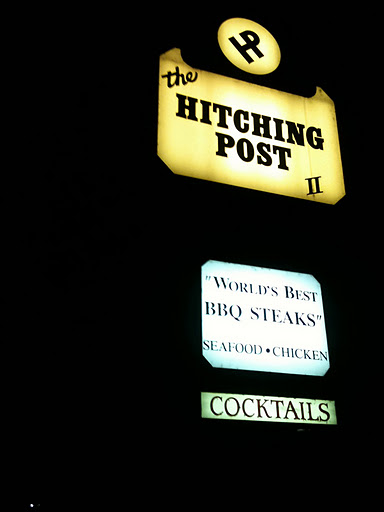 HP
the
HITCHING
POST
II
"WORLD'S BEST
BBQ STEAKS"
SEAFOOD • CHICKEN
COCKTAILS